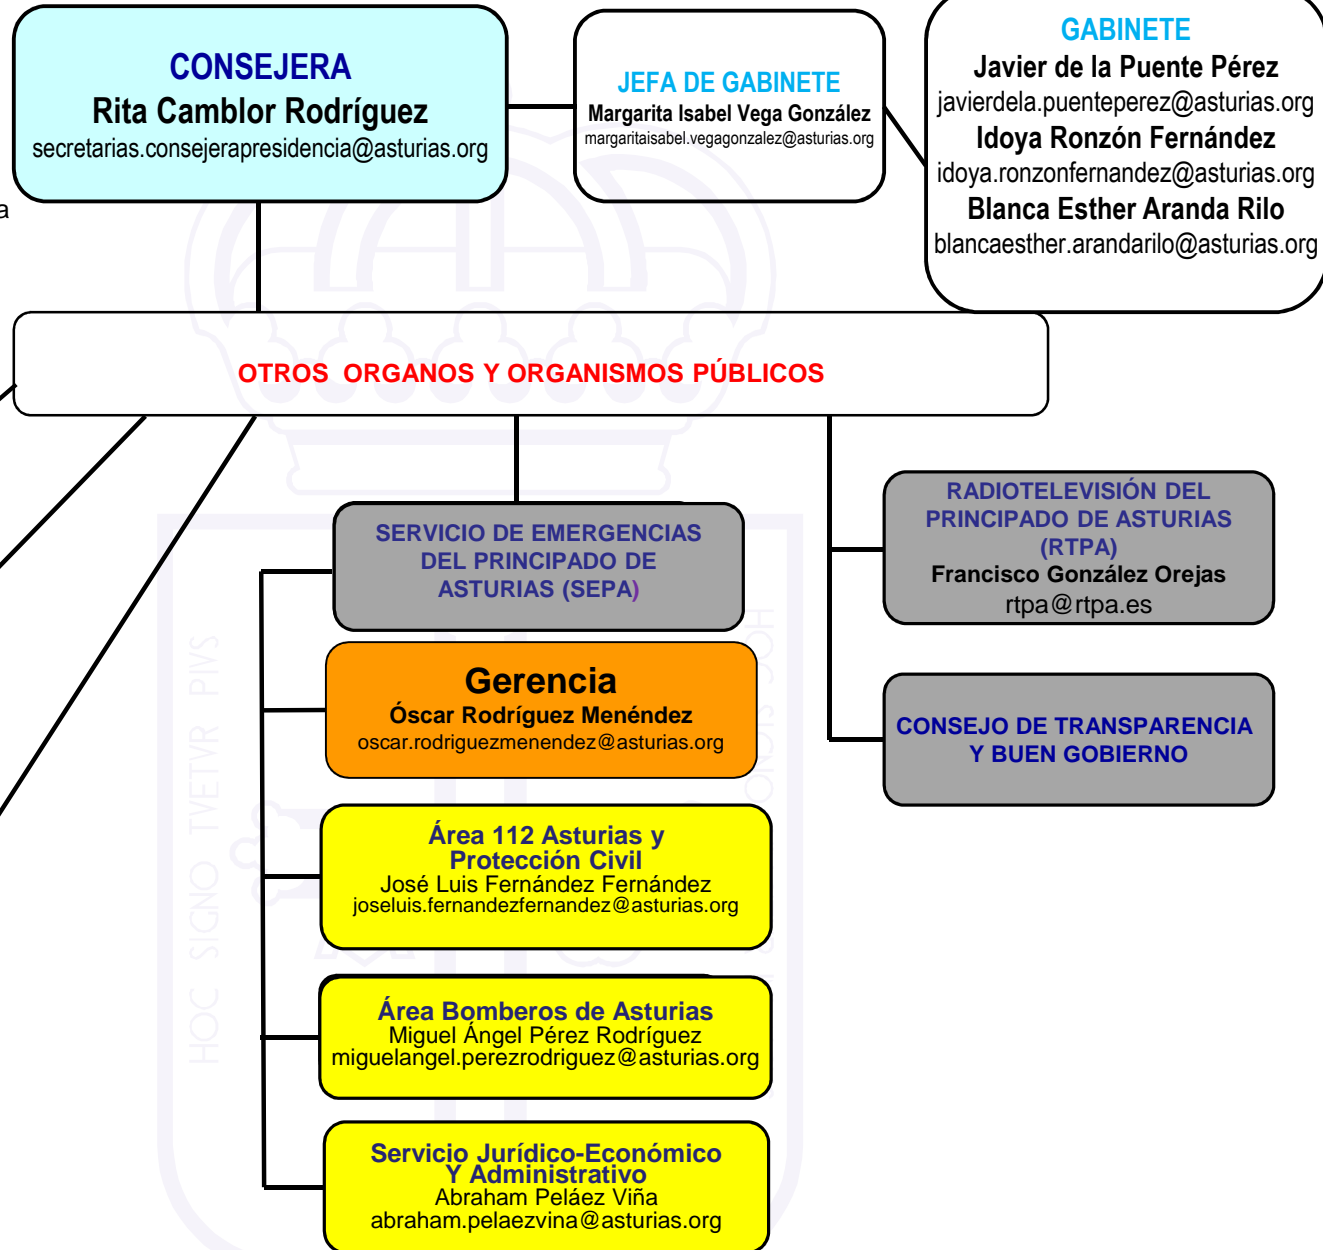 CONSEJERA
Rita Camblor Rodríguez
secretarias.consejerapresidencia@asturias.org
JEFA DE GABINETE
Margarita Isabel Vega González
margaritaisabel.vegagonzalez@asturias.org
GABINETE
Javier de la Puente Pérez
javierdela.puenteperez@asturias.org
Idoya Ronzón Fernández
idoya.ronzonfernandez@asturias.org
Blanca Esther Aranda Rilo
blancaesther.arandarilo@asturias.org
a
OTROS ORGANOS Y ORGANISMOS PÚBLICOS
SERVICIO DE EMERGENCIAS
DEL PRINCIPADO DE
ASTURIAS (SEPA)
Gerencia
Óscar Rodríguez Menéndez
oscar.rodriguezmenendez@asturias.org
Área 112 Asturias y
Protección Civil
José Luis Fernández Fernández
joseluis.fernandezfernandez@asturias.org
Área Bomberos de Asturias
Miguel Ángel Pérez Rodríguez
miguelangel.perezrodriguez@asturias.org
Servicio Jurídico-Económico
Y Administrativo
Abraham Peláez Viña
abraham.pelaezvina@asturias.org
RADIOTELEVISIÓN DEL
PRINCIPADO DE ASTURIAS
(RTPA)
Francisco González Orejas
rtpa@rtpa.es
CONSEJO DE TRANSPARENCIA
Y BUEN GOBIERNO
HOC SIGNO TVETVR PIVS
HOC SIGNO